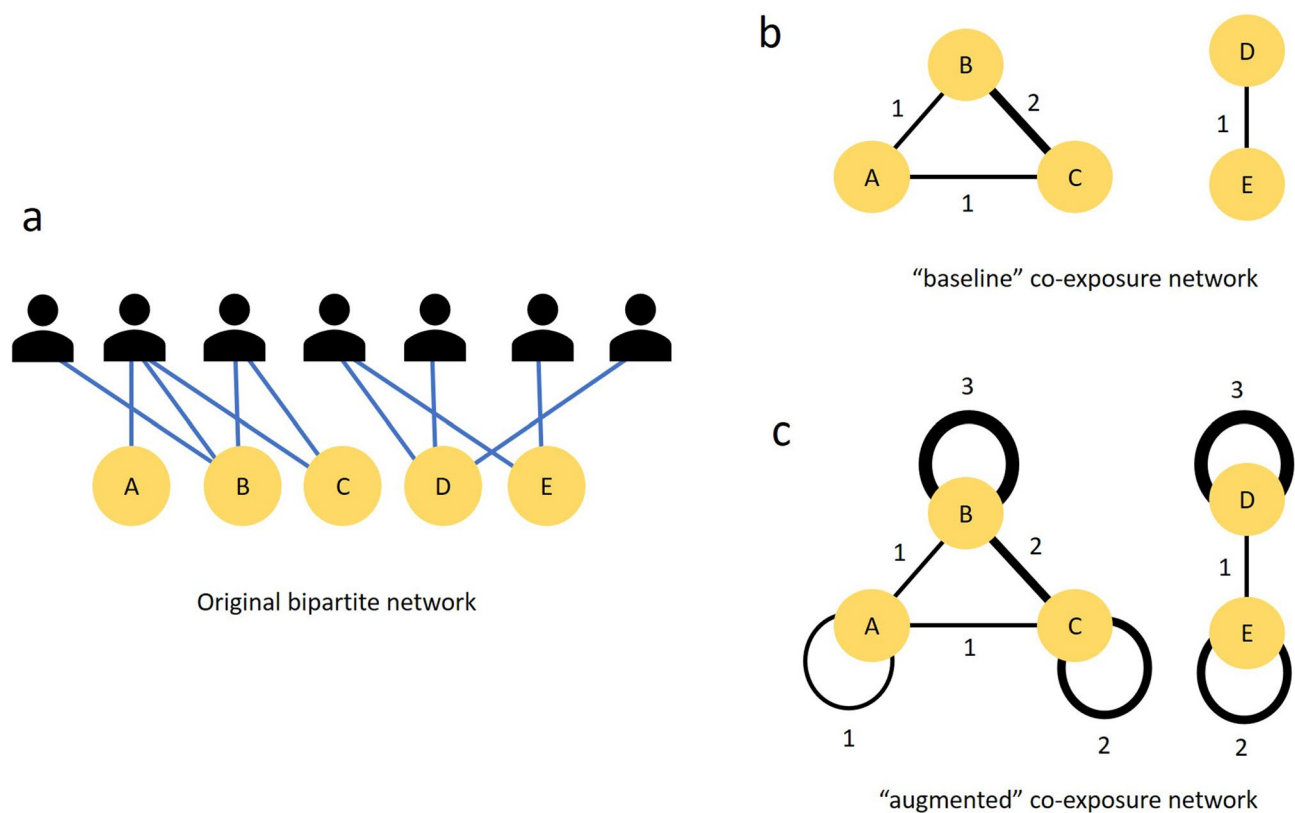 a
A
B
C
D
E
Original bipartite network
b
B
D
1
2
1
A
C
E
1
“baseline” co-exposure network
c
3
3
B
D
1
2
1
A
C
E
1
1
2
2
“augmented” co-exposure network